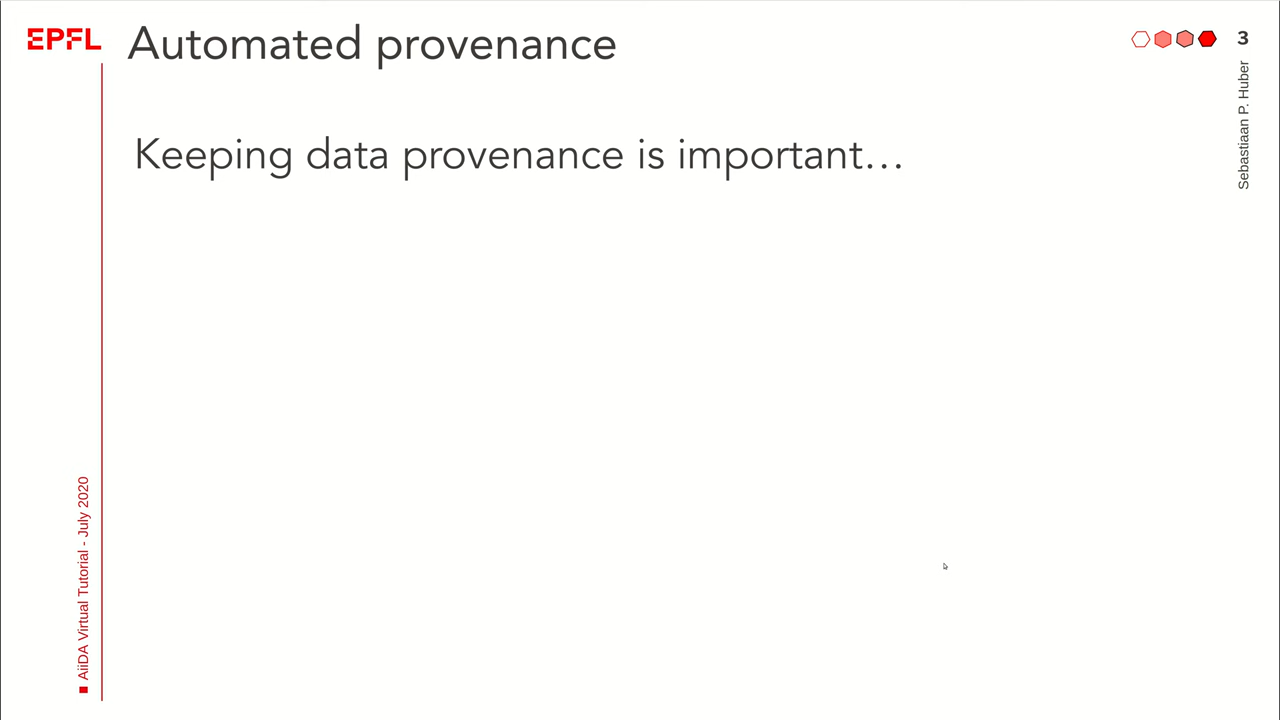 EPFL
Automated provenance
3
Sebastiaan P. Huber
Keeping data provenance is important…
AiiDA Virtual Tutorial - July 2020